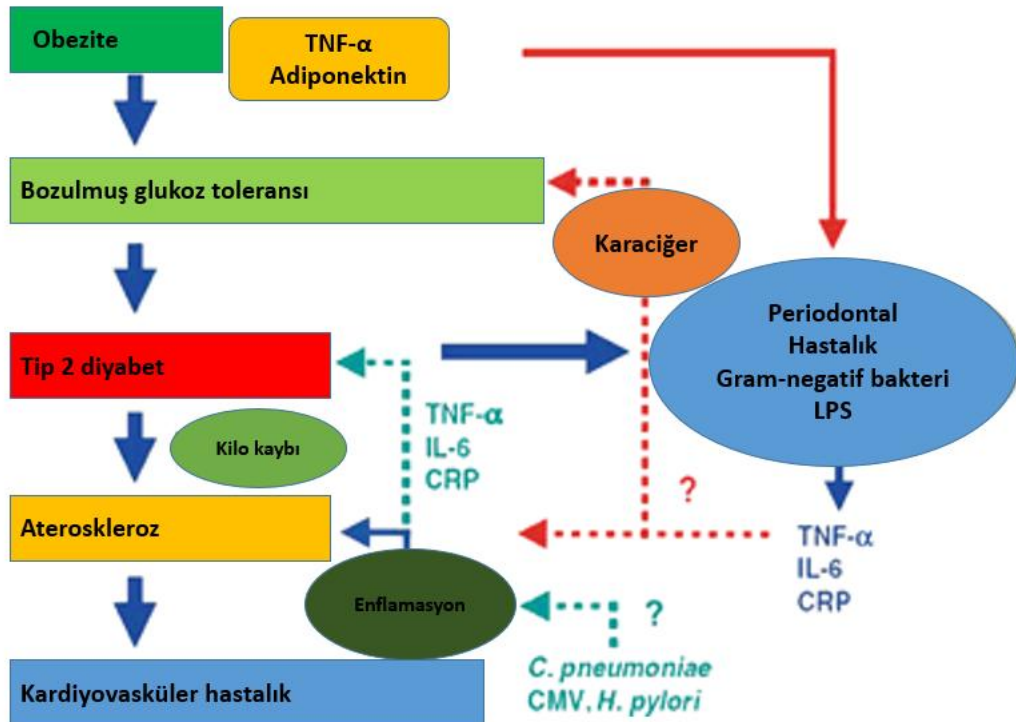 Obezite
TNF-α
Adiponektin
Bozulmuş glukoz toleransı
Karaciğer
Periodontal
Hastalık
Gram-negatif bakteri
LPS
Tip 2 diyabet
TNF-α
IL-6
CRP
Kilo kaybı
?
Ateroskleroz
TNF-α
IL-6
CRP
Enflamasyon
?
C. pneumoniae
CMV, H. pylori
Kardiyovasküler hastalık